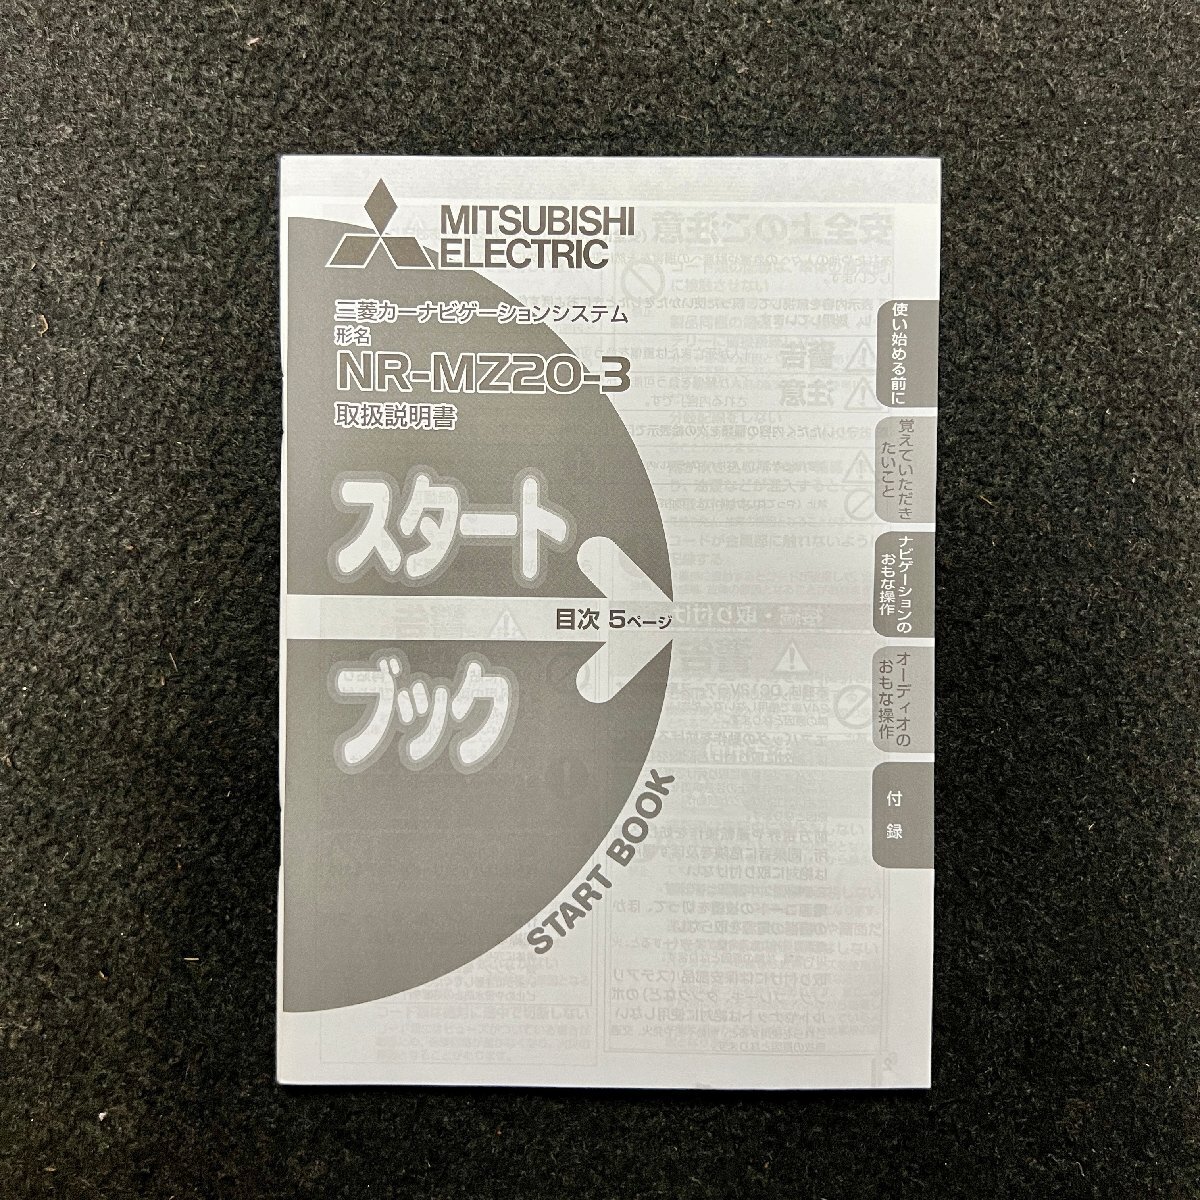 MITSUBISHI
ELECTRIC
三菱カーナビゲーションシステム
形名
NR-MZ20-3
取扱説明書
スタート
目次 5ページ
ブック
START BOOK
使い始める前に
覚えていただき
たいこと
ナビゲーションの
おもな操作
オーディオの
おもな操作
付録